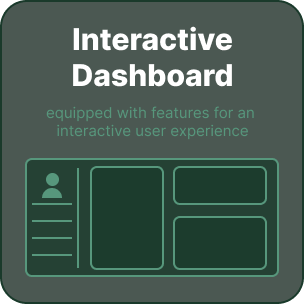 Interactive
Dashboard
equipped with features for an
interactive user experience